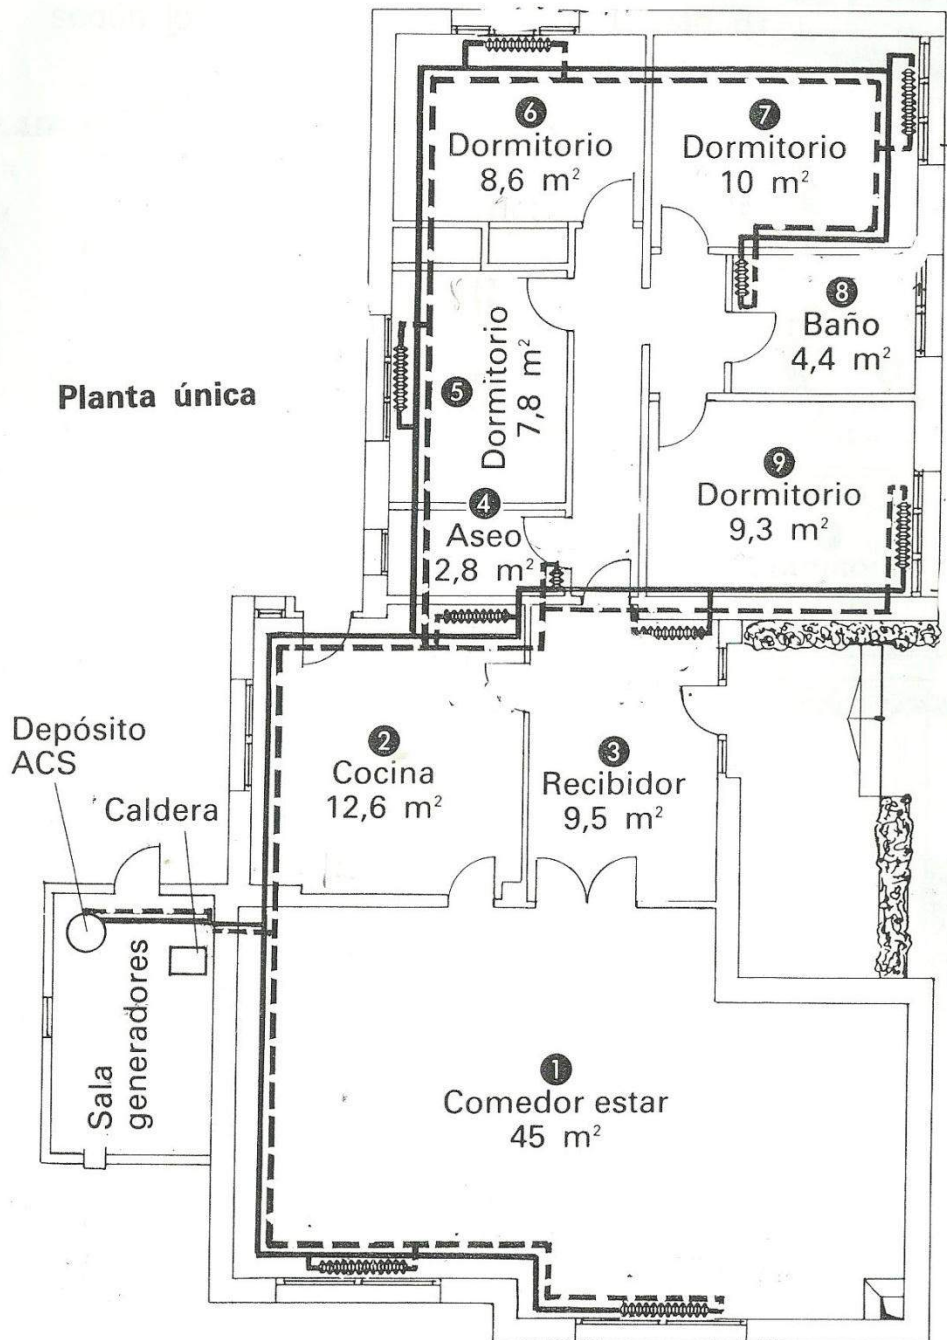 6
Dormitorio
8,6 m²
7
Dormitorio
10 m²
8
Baño
4,4 m²
Planta única
5
Dormitorio
7,8 m²
9
Dormitorio
9,3 m²
4
Aseo
2,8 m²
Depósito
ACS
Caldera
2
Cocina
12,6 m²
3
Recibidor
9,5 m²
Sala
generadores
1
Comedor estar
45 m²